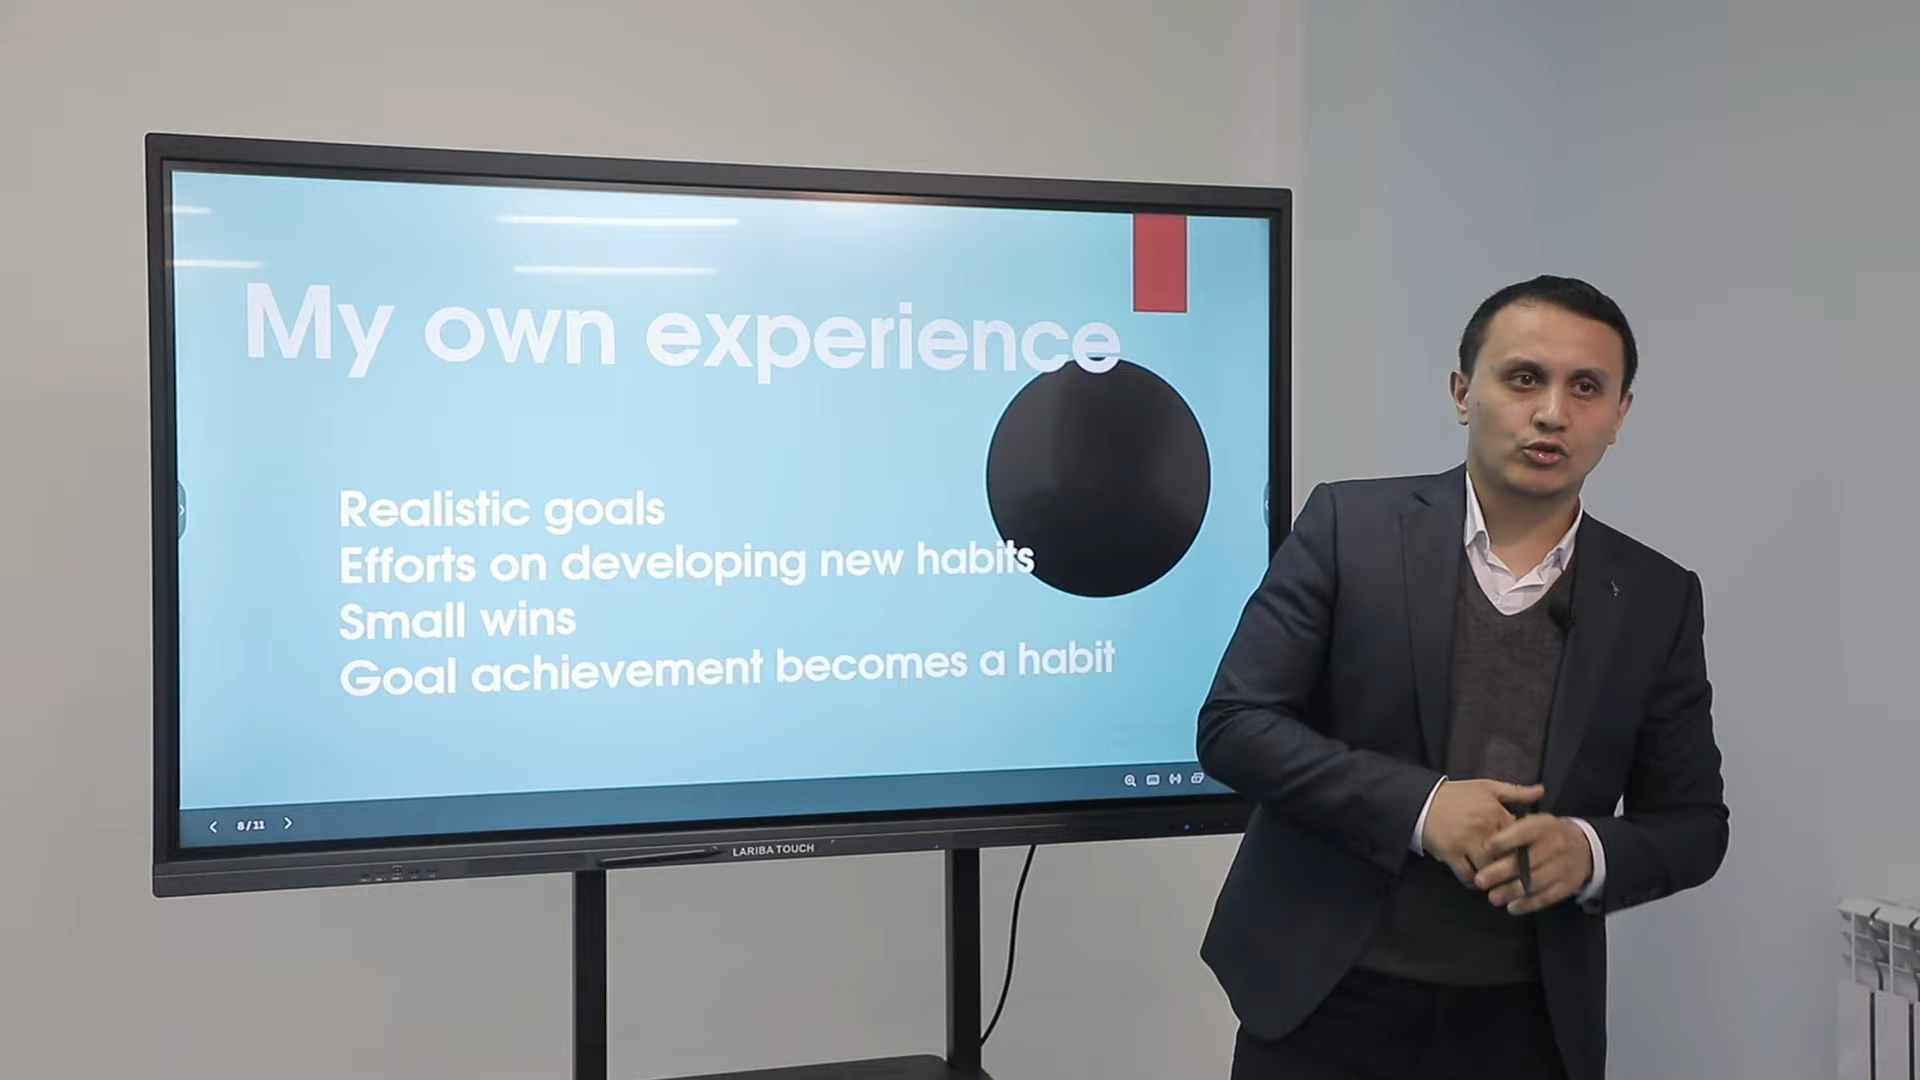 My own experience
Realistic goals
Efforts on developing new habits
Small wins
Goal achievement becomes a habit
8/11
LARIBA TOUCH